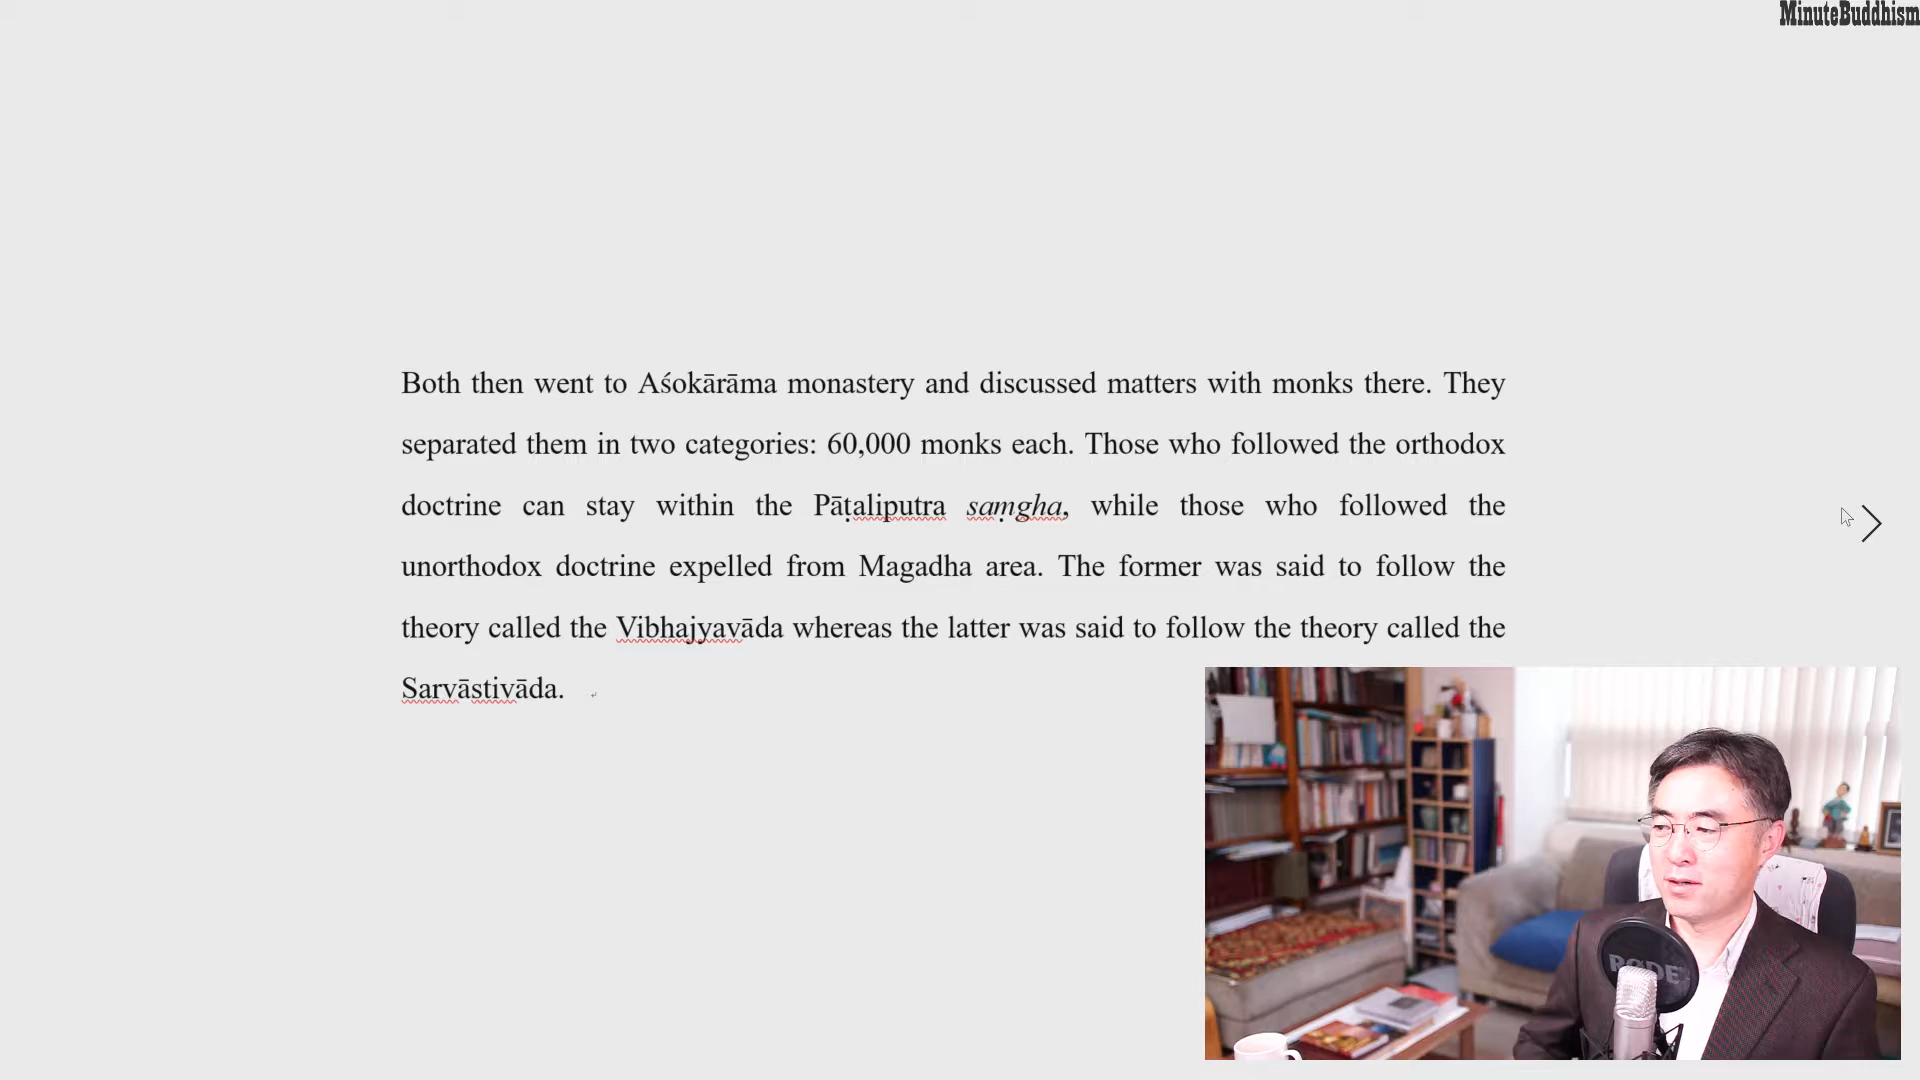 MinuteBuddhism
Both then went to Aśokārāma monastery and discussed matters with monks there. They
separated them in two categories: 60,000 monks each. Those who followed the orthodox
doctrine can stay within the Pāṭaliputra saṃgha, while those who followed the
unorthodox doctrine expelled from Magadha area. The former was said to follow the
theory called the Vibhajyavāda whereas the latter was said to follow the theory called the
Sarvāstivāda.
RØDE